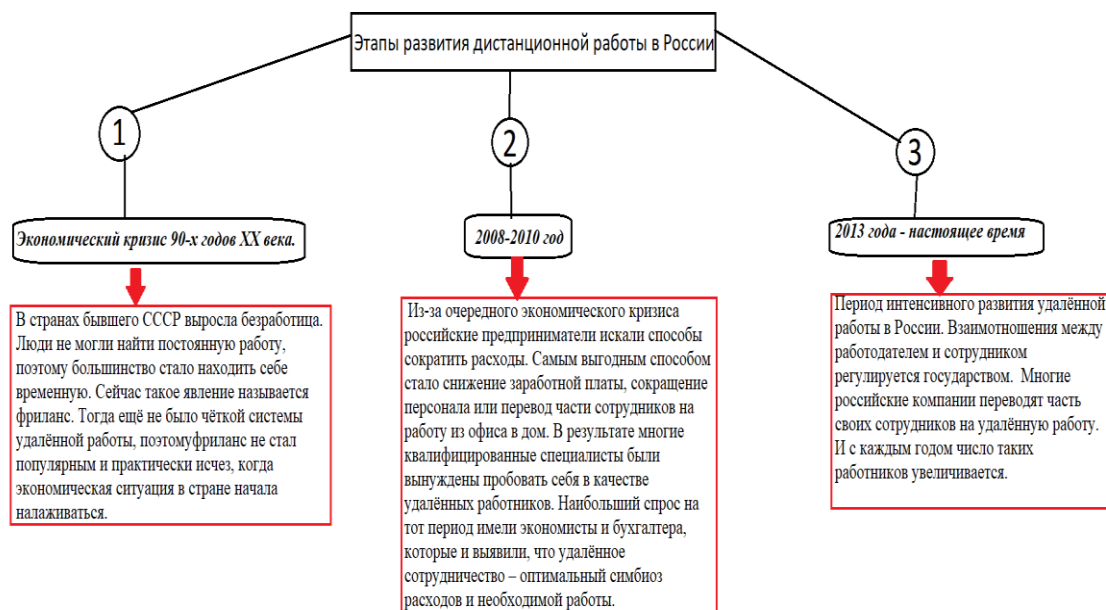 Этапы развития дистанционной работы в России
1
Экономический кризис 90-х годов XX века.
В странах бывшего СССР выросла безработица.
Люди не могли найти постоянную работу,
поэтому большинство стало находить себе
временную. Сейчас такое явление называется
фриланс. Тогда ещё не было чёткой системы
удалённой работы, поэтомуфриланс не стал
популярным и практически исчез, когда
экономическая ситуация в стране начала
налаживаться.
2
2008-2010 год
Из-за очередного экономического кризиса
российские предприниматели искали способы
сократить расходы. Самым выгодным способом
стало снижение заработной платы, сокращение
персонала или перевод части сотрудников на
работу из офиса в дом. В результате многие
квалифицированные специалисты были
вынуждены пробовать себя в качестве
удалённых работников. Наибольший спрос на
тот период имели экономисты и бухгалтера,
которые и выявили, что удалённое
сотрудничество – оптимальный симбиоз
расходов и необходимой работы.
3
2013 года - настоящее время
Период интенсивного развития удалённой
работы в России. Взаимотношения между
работодателем и сотрудником
регулируется государством. Многие
российские компании переводят часть
своих сотрудников на удалённую работу.
И с каждым годом число таких
работников увеличивается.